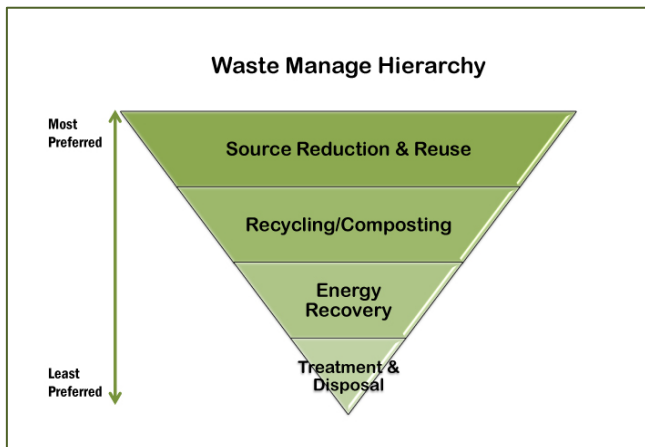 Waste Manage Hierarchy
Most
Preferred
Source Reduction & Reuse
Recycling/Composting
Energy
Recovery
Treatment &
Disposal
Least
Preferred